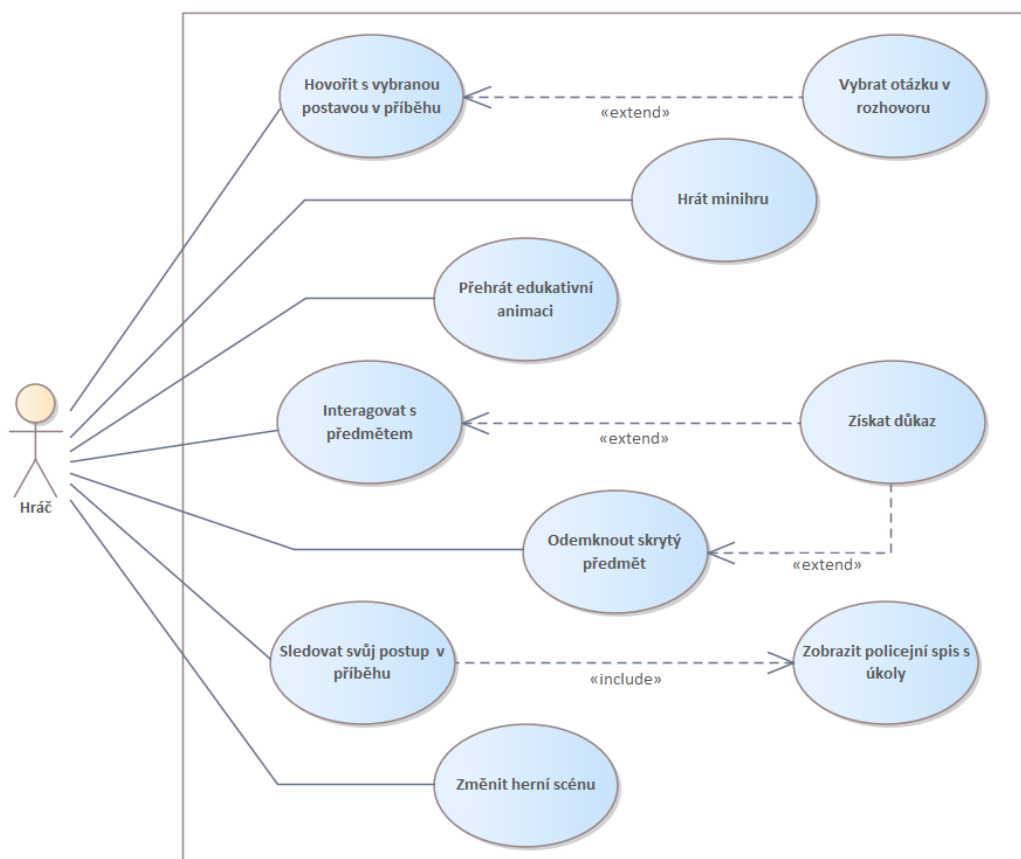 Hovořit s vybranou
postavou v příběhu
«extend»
Vybrat otázku v
rozhovoru
Hrát minihru
Přehrát edukativní
animaci
Hráč
Interagovat s
předmětem
«extend»
Získat důkaz
Odemknout skrytý
předmět
«extend»
Sledovat svůj postup v
příběhu
«include»
Zobrazit policejní spis s
úkoly
Změnit herní scénu